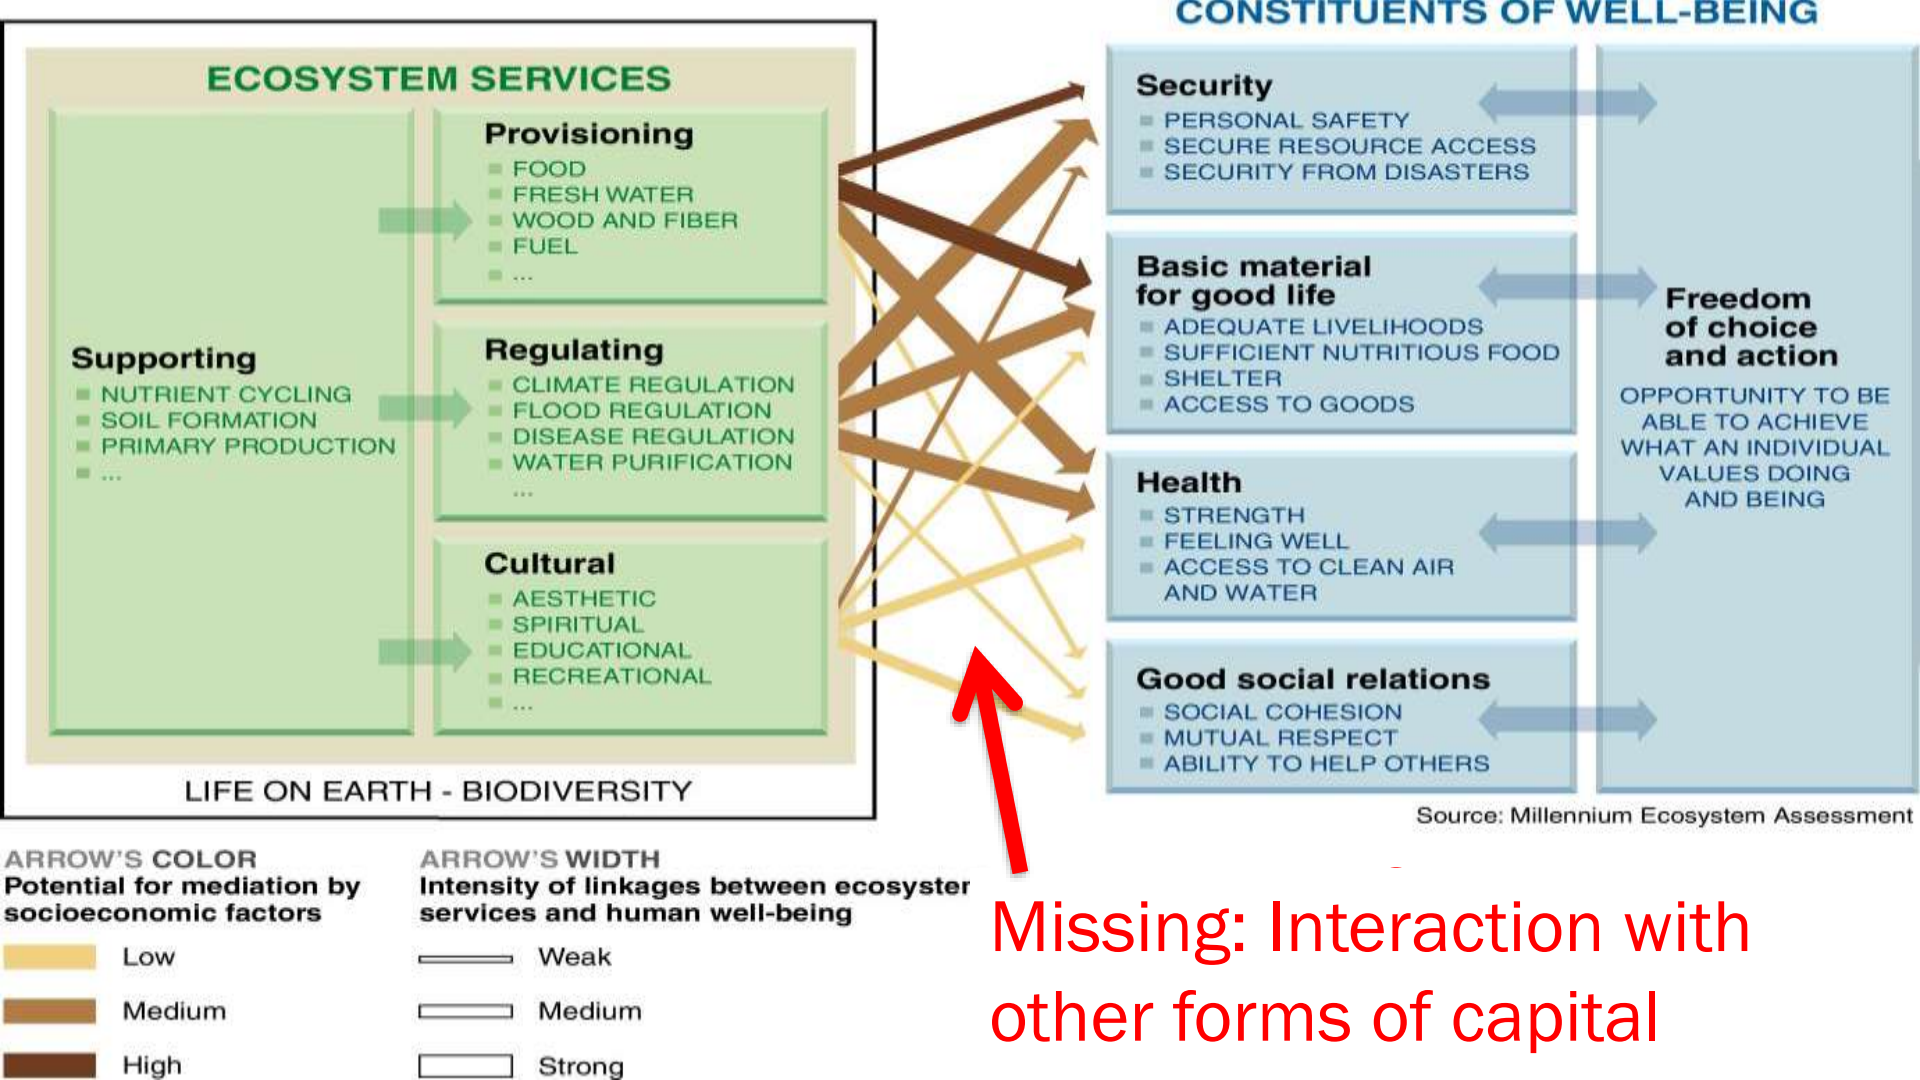 CONSTITUENTS OF WELL-BEING
ECOSYSTEM SERVICES
Supporting
NUTRIENT CYCLING
SOIL FORMATION
PRIMARY PRODUCTION
...
Provisioning
FOOD
FRESH WATER
WOOD AND FIBER
FUEL
...
Regulating
CLIMATE REGULATION
FLOOD REGULATION
DISEASE REGULATION
WATER PURIFICATION
...
Cultural
AESTHETIC
SPIRITUAL
EDUCATIONAL
RECREATIONAL
...
LIFE ON EARTH - BIODIVERSITY
Security
PERSONAL SAFETY
SECURE RESOURCE ACCESS
SECURITY FROM DISASTERS
Basic material
for good life
ADEQUATE LIVELIHOODS
SUFFICIENT NUTRITIOUS FOOD
SHELTER
ACCESS TO GOODS
Health
STRENGTH
FEELING WELL
ACCESS TO CLEAN AIR
AND WATER
Good social relations
SOCIAL COHESION
MUTUAL RESPECT
ABILITY TO HELP OTHERS
Freedom
of choice
and action
OPPORTUNITY TO BE
ABLE TO ACHIEVE
WHAT AN INDIVIDUAL
VALUES DOING
AND BEING
Source: Millennium Ecosystem Assessment
ARROW'S COLOR
Potential for mediation by
socioeconomic factors
Low
Medium
High
ARROW'S WIDTH
Intensity of linkages between ecosyster
services and human well-being
Weak
Medium
Strong
Missing: Interaction with
other forms of capital